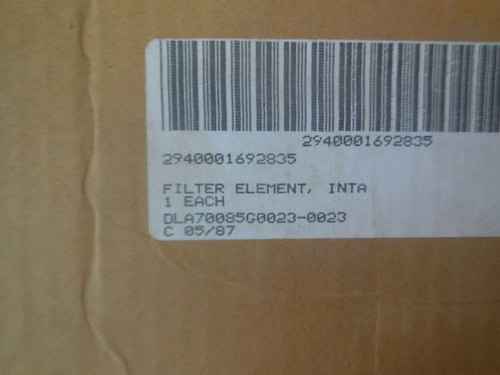 2940001692835
2940001692835
FILTER ELEMENT, INTA
1 EACH
DLA70085G0023-0023
C 05/87